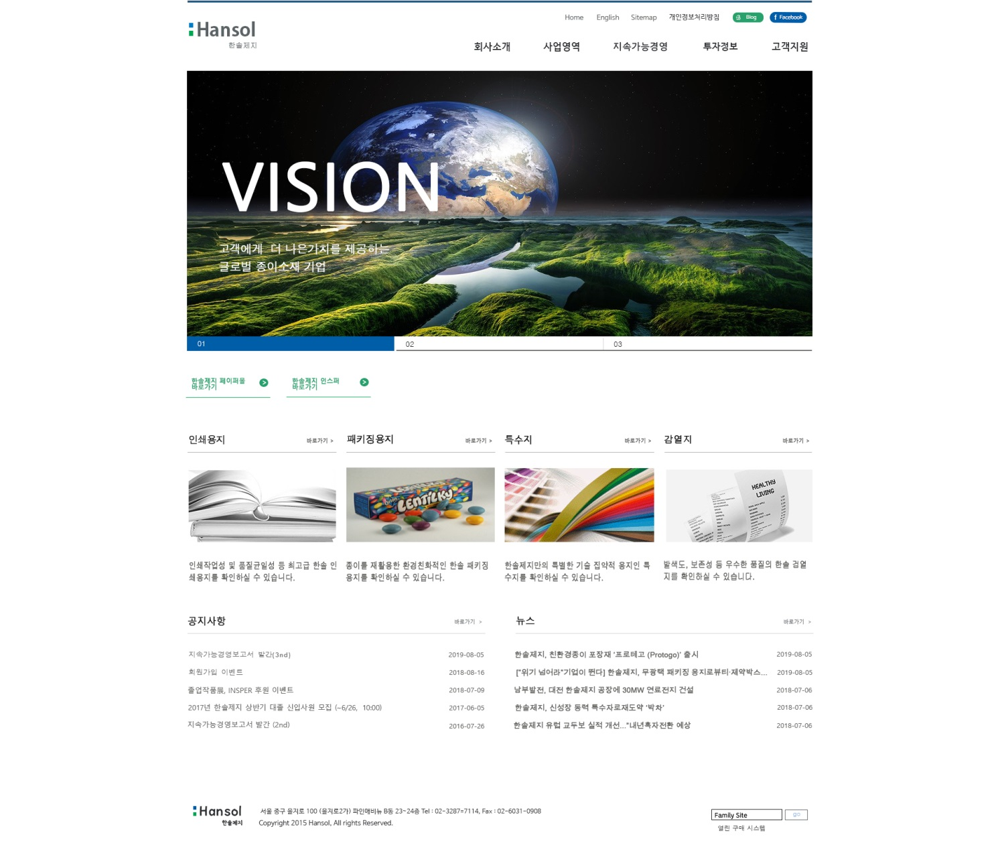 Home English Sitemap 개인정보처리방침 Blog Facebook
Hansol
한솔제지
회사소개 사업영역 지속가능경영 투자정보 고객지원
VISION
고객에게 더 나은가치를 제공하는
글로벌 종이소재 기업
01 02 03
한솔제지 페이퍼몰
바로가기 >
한솔제지 인스퍼
바로가기 >
인쇄용지 바로가기 >
패키징용지 바로가기 >
특수지 바로가기 >
감열지 바로가기 >
Orion
LENTILKY
HEALTHY
LIVING
인쇄작업성 및 품질균일성 등 최고급 한솔 인
쇄용지를 확인하실 수 있습니다.
종이를 재활용한 환경친화적인 한솔 패키징
용지를 확인하실 수 있습니다.
한솔제지만의 특별한 기술 집약적 용지인 특
수지를 확인하실 수 있습니다.
발색도, 보존성 등 우수한 품질의 한솔 검열
지를 확인하실 수 있습니다.
공지사항 바로가기 >
지속가능경영보고서 발간(3nd) 2019-08-05
회원가입 이벤트 2018-08-16
졸업작품展, INSPER 후원 이벤트 2018-07-09
2017년 한솔제지 상반기 대졸 신입사원 모집 (~6/26, 10:00) 2017-06-05
지속가능경영보고서 발간 (2nd) 2016-07-26
뉴스 바로가기 >
한솔제지, 친환경종이 포장재 '프로테고 (Protogo)' 출시 2019-08-05
["위기 넘어라"기업이 뛴다] 한솔제지, 무광택 패키징 용지로뷰티·제약박스... 2019-08-05
남부발전, 대전 한솔제지 공장에 30MW 연료전지 건설 2018-07-06
한솔제지, 신성장 동력 특수자로재도약 '박차' 2018-07-06
한솔제지 유럽 교두보 실적 개선..."내년흑자전환 예상 2018-07-06
Hansol
한솔제지
서울 중구 을지로 100 (을지로2가) 파인애비뉴 B동 23~24층 Tel : 02-3287=7114, Fax : 02-6031-0908
Copyright 2015 Hansol, All rights Reserved.
Family Site go
열린 구매 시스템